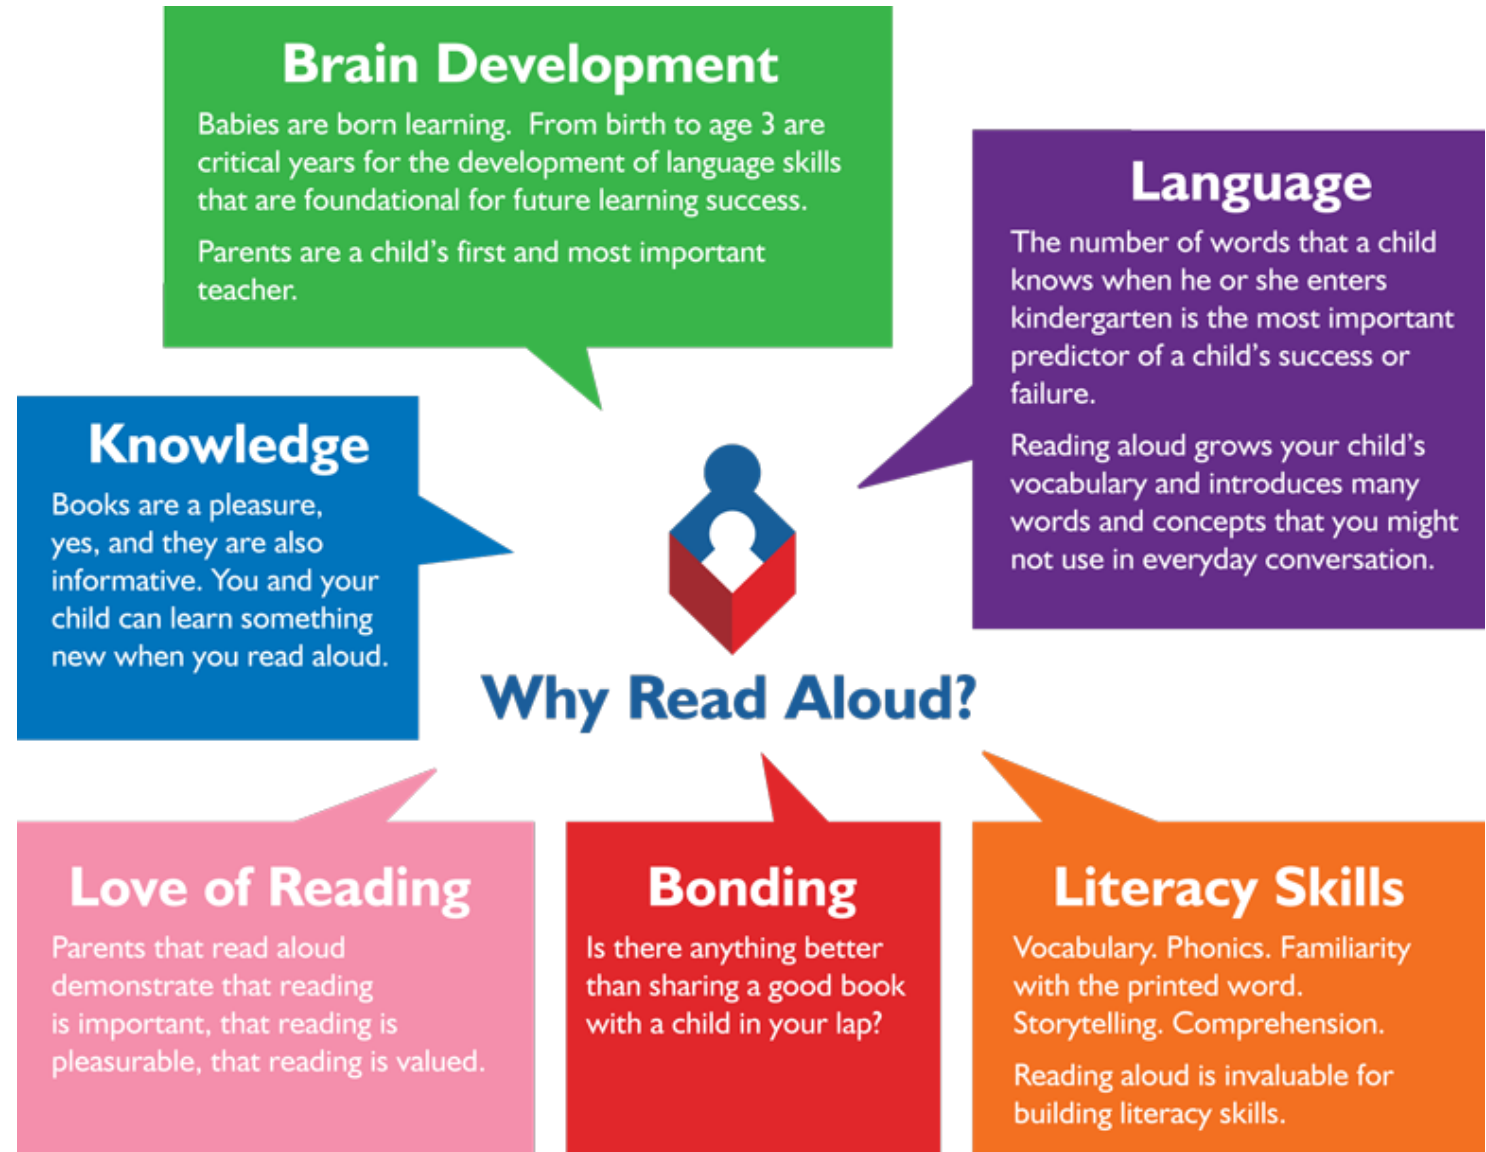 Brain Development
Babies are born learning.  From birth to age 3 are
critical years for the development of language skills
that are foundational for future learning success.
Parents are a child’s first and most important
teacher.
Language
The number of words that a child
knows when he or she enters
kindergarten is the most important
predictor of a child’s success or
failure.
Reading aloud grows your child’s
vocabulary and introduces many
words and concepts that you might
not use in everyday conversation.
Knowledge
Books are a pleasure,
yes, and they are also
informative. You and your
child can learn something
new when you read aloud.
Why Read Aloud?
Love of Reading
Parents that read aloud
demonstrate that reading
is important, that reading is
pleasurable, that reading is valued.
Bonding
Is there anything better
than sharing a good book
with a child in your lap?
Literacy Skills
Vocabulary. Phonics. Familiarity
with the printed word.
Storytelling. Comprehension.
Reading aloud is invaluable for
building literacy skills.